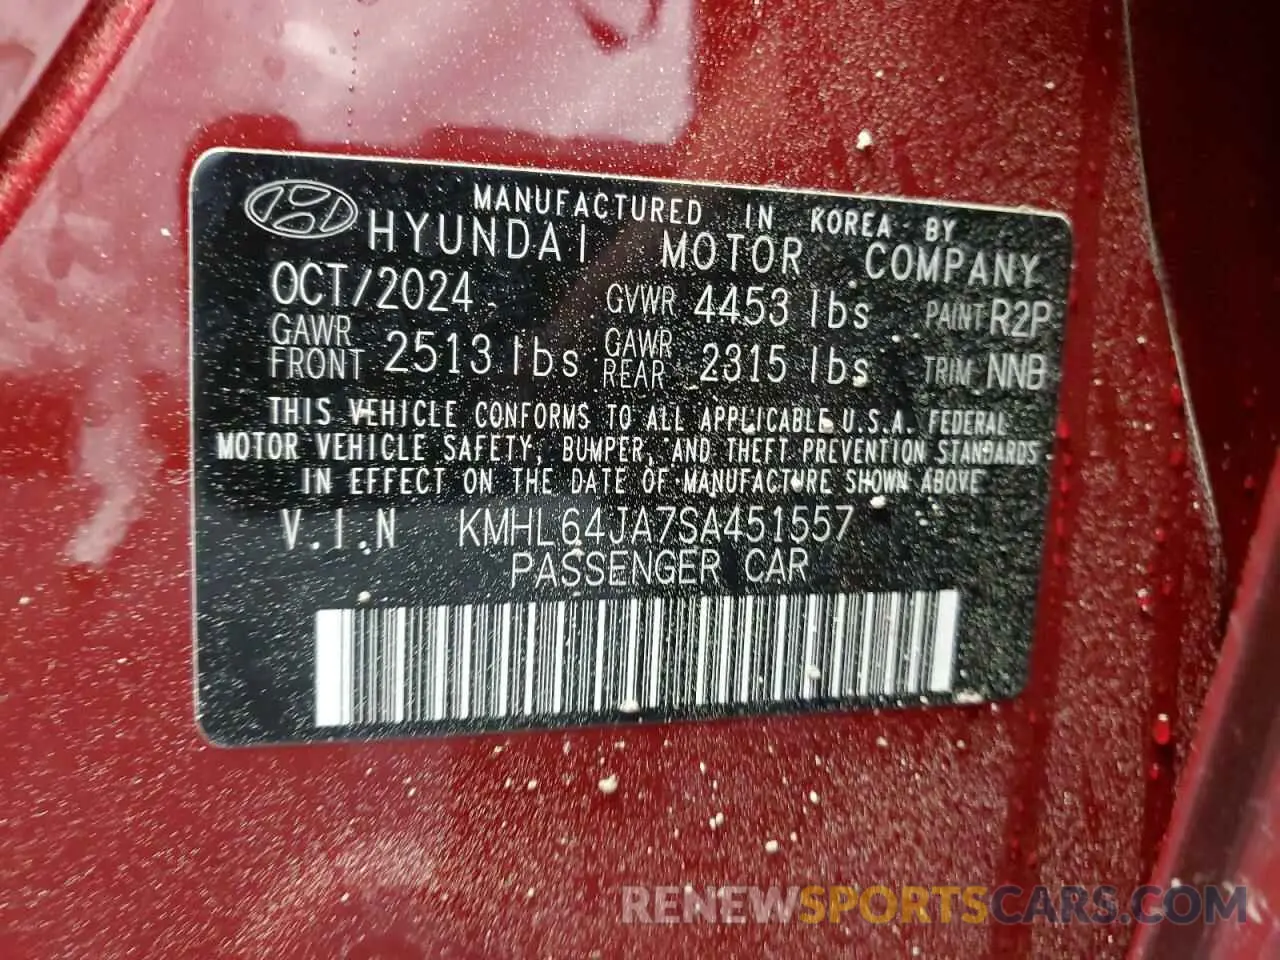 MANUFACTURED IN KOREA BY
HYUNDAI MOTOR COMPANY
OCT/2024 GVWR 4453 lbs PAINT R2P
GAWR FRONT 2513 lbs GAWR REAR 2315 lbs TRIM NNB
THIS VEHICLE CONFORMS TO ALL APPLICABLE U.S.A. FEDERAL
MOTOR VEHICLE SAFETY, BUMPER, AND THEFT PREVENTION STANDARDS
IN EFFECT ON THE DATE OF MANUFACTURE SHOWN ABOVE
V.I.N KMHL64JA7SA451557
PASSENGER CAR
RENEWSPORTSCARS.COM